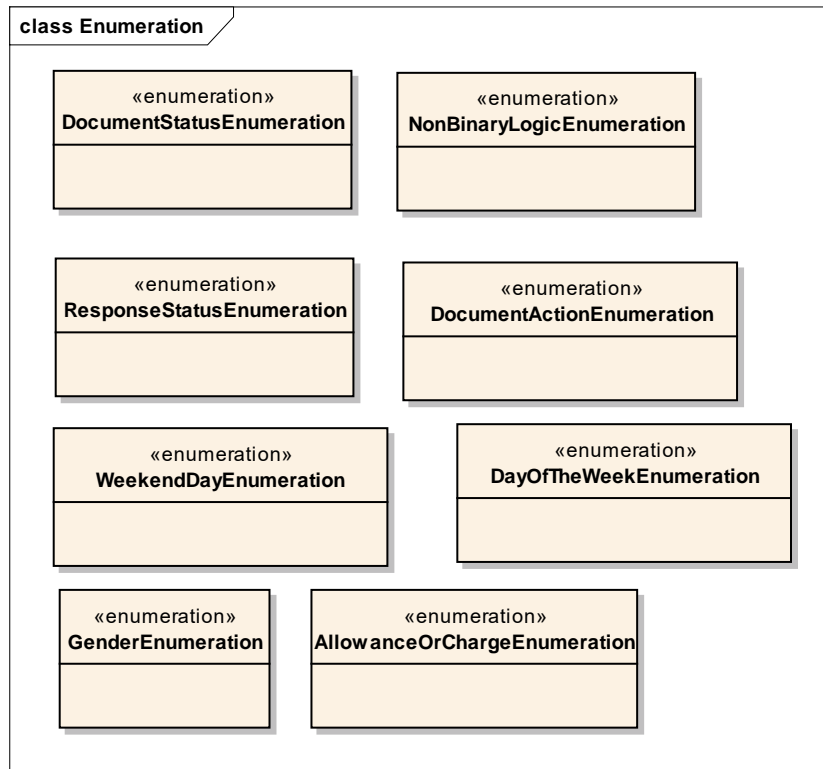 class Enumeration
«enumeration»
DocumentStatusEnumeration
«enumeration»
NonBinaryLogicEnumeration
«enumeration»
ResponseStatusEnumeration
«enumeration»
DocumentActionEnumeration
«enumeration»
WeekendDayEnumeration
«enumeration»
DayOfTheWeekEnumeration
«enumeration»
GenderEnumeration
«enumeration»
AllowanceOrChargeEnumeration